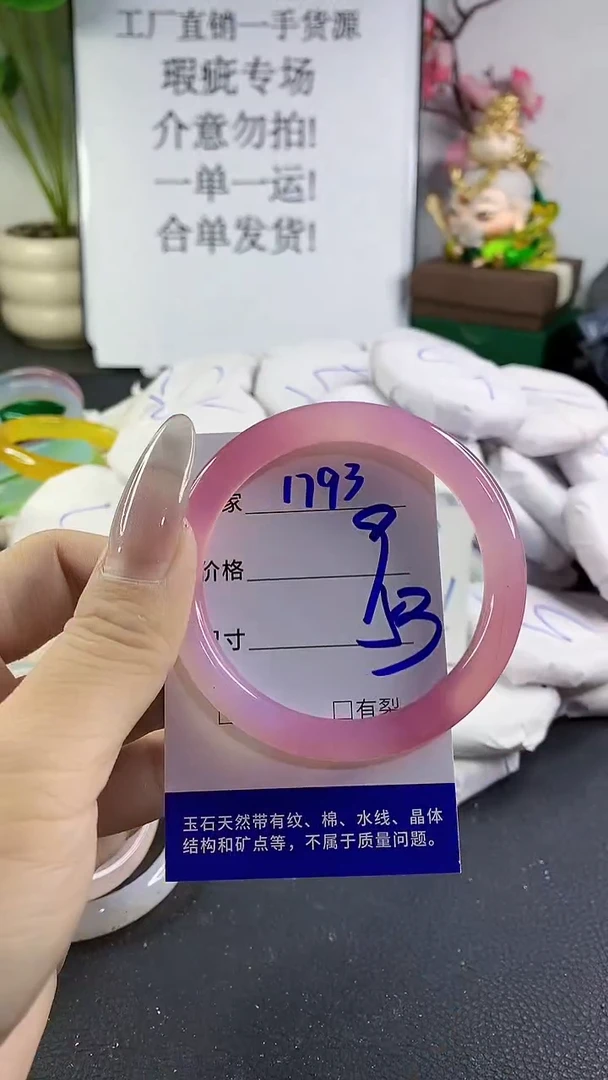 工厂直销一手货源
瑕疵专场
介意勿拍!
一单一运!
合单发货!
家 1793
价格
寸
有裂
玉石天然带有纹、棉、水线、晶体
结构和矿点等，不属于质量问题。